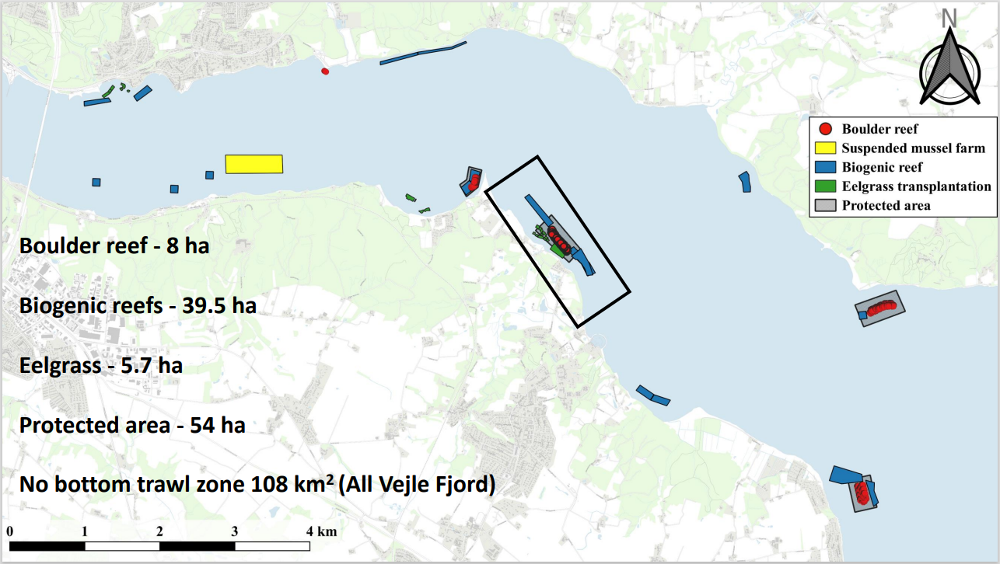 N
Boulder reef
Suspended mussel farm
Biogenic reef
Eelgrass transplantation
Protected area
Boulder reef - 8 ha
Biogenic reefs - 39.5 ha
Eelgrass - 5.7 ha
Protected area - 54 ha
No bottom trawl zone 108 km² (All Vejle Fjord)
0 1 2 3 4 km